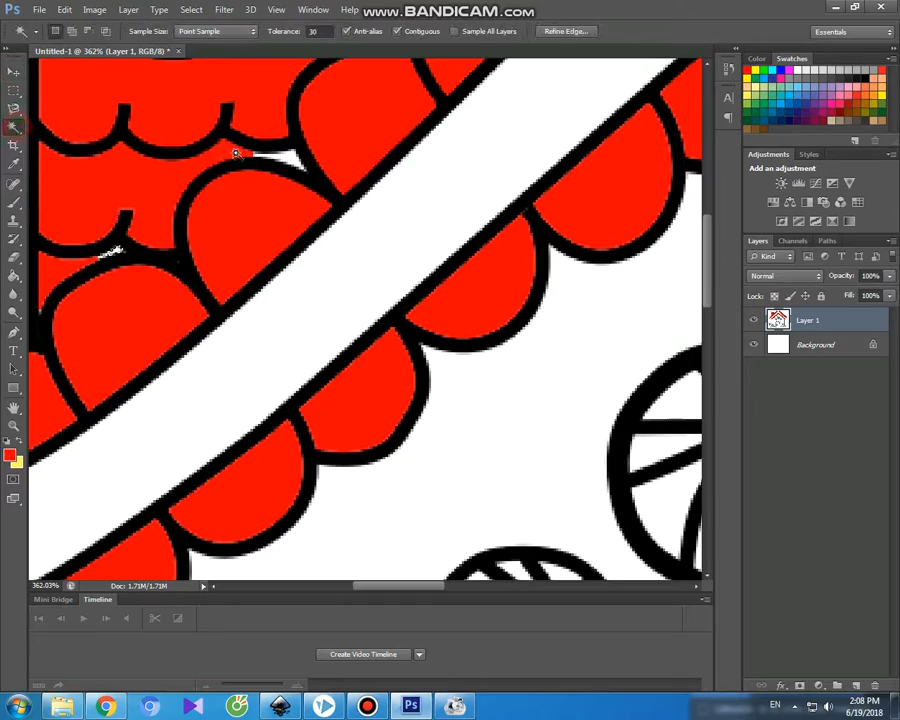 Ps File Edit Image Layer Type Select Filter 3D View Window Help www.BANDICAM.com
Sample Size: Point Sample Tolerance: 30 Anti-alias Contiguous Sample All Layers Refine Edge... Essentials
Untitled-1 @ 362% (Layer 1, RGB/8) * ×
Color Swatches
Adjustments Styles
Add an adjustment
Layers Channels Paths
Kind
Normal Opacity: 100%
Lock: Fill: 100%
Layer 1
Background
362.03% Doc: 1.71M/1.71M
Mini Bridge Timeline
Create Video Timeline
Ps EN 2:08 PM
6/19/2018